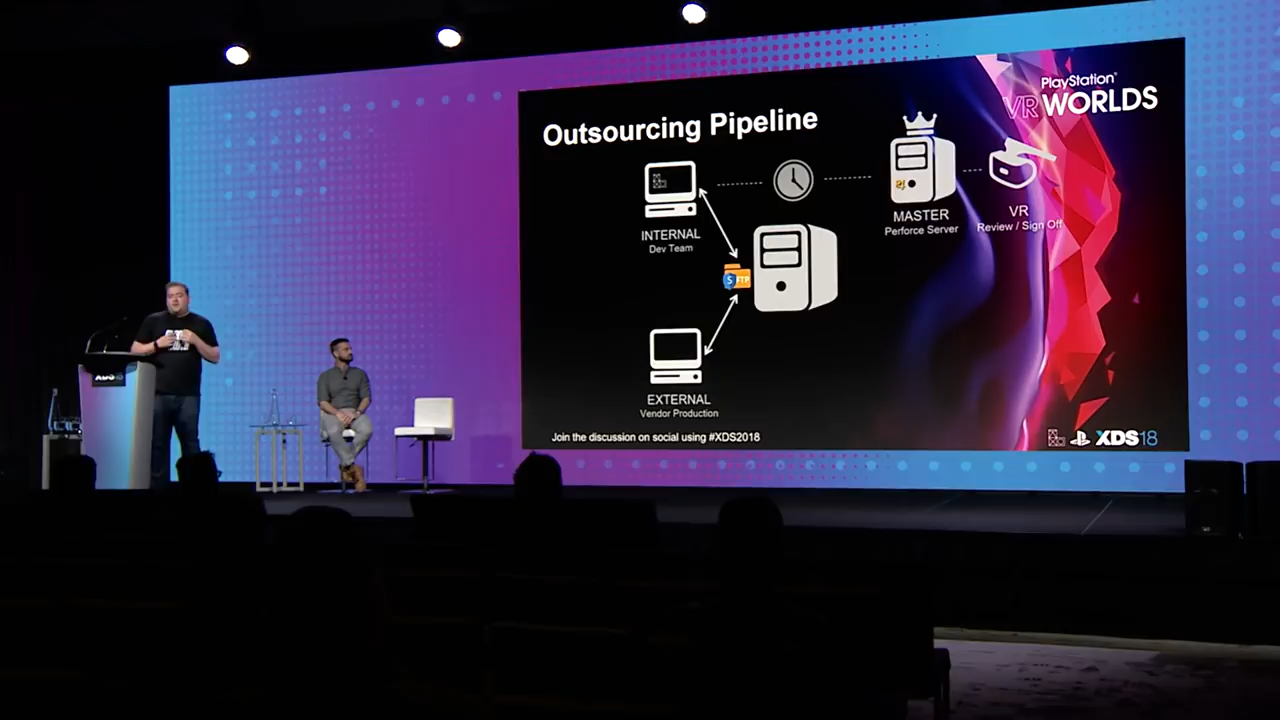 PlayStation
VR WORLDS
Outsourcing Pipeline
INTERNAL
Dev Team
MASTER
Perforce Server
VR
Review / Sign Off
SFTP
EXTERNAL
Vendor Production
Join the discussion on social using #XDS2018
XDS18